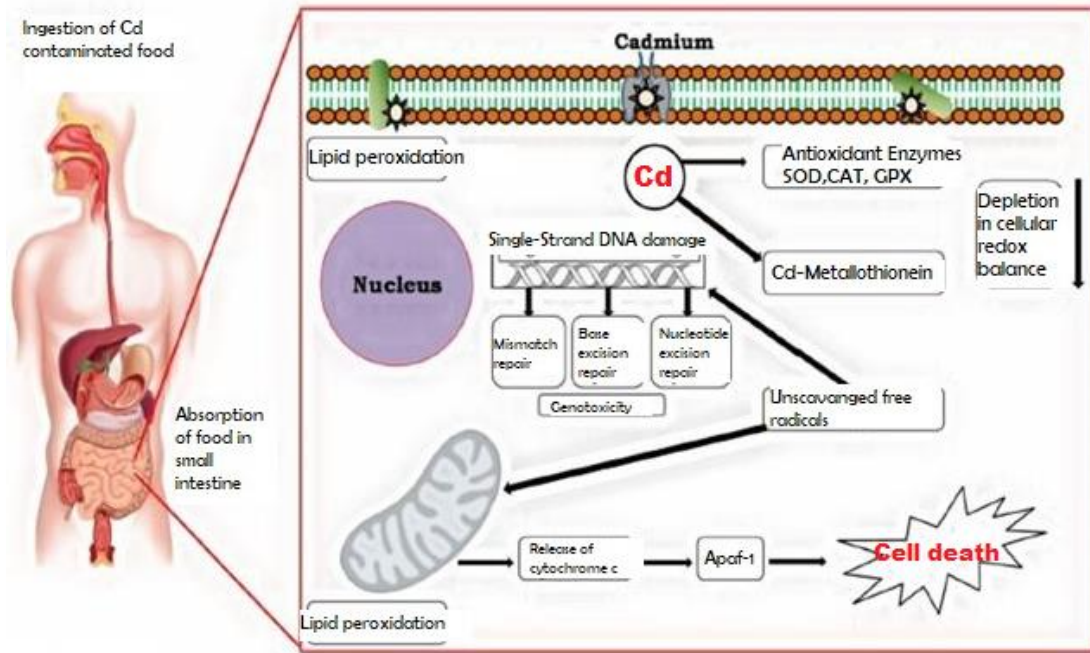 Ingestion of Cd
contaminated food
Cadmium
Lipid peroxidation
Cd
Antioxidant Enzymes
SOD,CAT, GPX
Depletion
in cellular
redox
balance
Single-Strand DNA damage
Cd-Metallothionein
Nucleus
Mismatch
repair
Base
excision
repair
Nucleotide
excision
repair
Genotoxicity
Unscavanged free
radicals
Absorption
of food in
small
intestine
Release of
cytochrome c
Apaf-1
Cell death
Lipid peroxidation